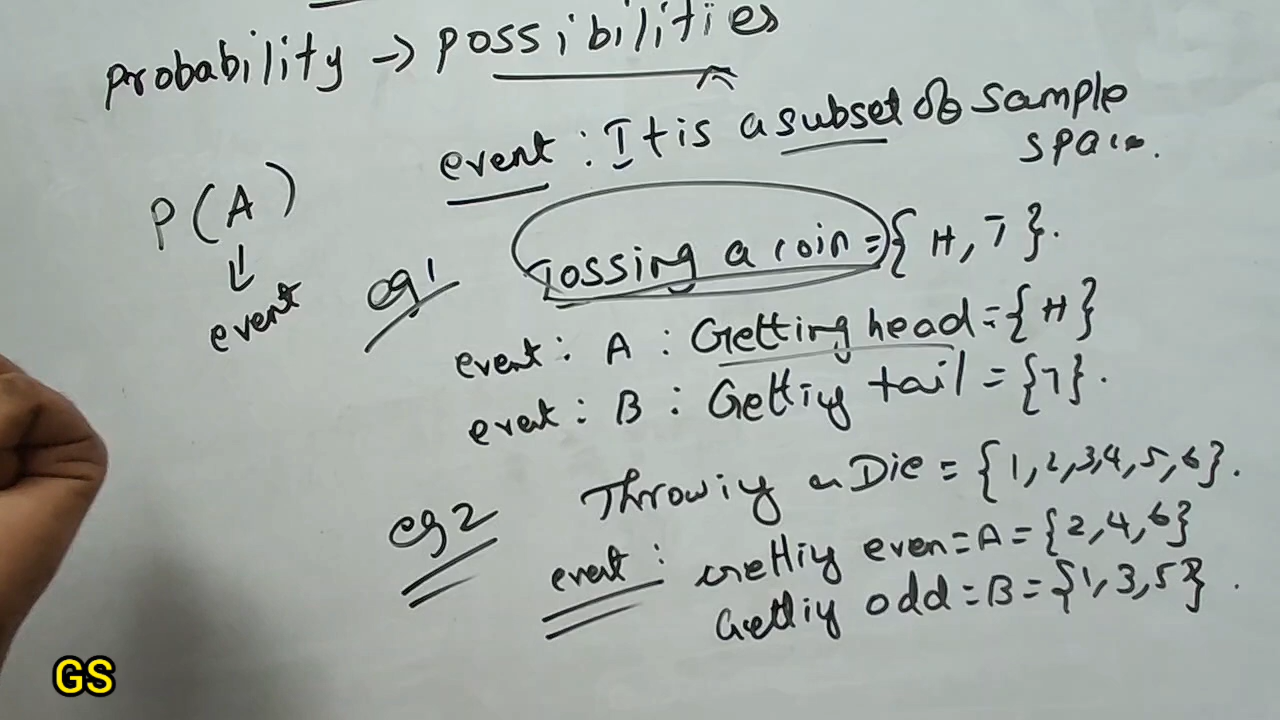 probability → possibilities
event : It is a subset of sample
space.
P(A)
↓
event
eg1
Tossing a coin = {H, T}.
event : A : Getting head = {H}
event : B : Getting tail = {T}.
eg2
Throwing a Die = {1,2,3,4,5,6}.
event : Getting even = A = {2,4,6}
Getting odd = B = {1,3,5}.
GS